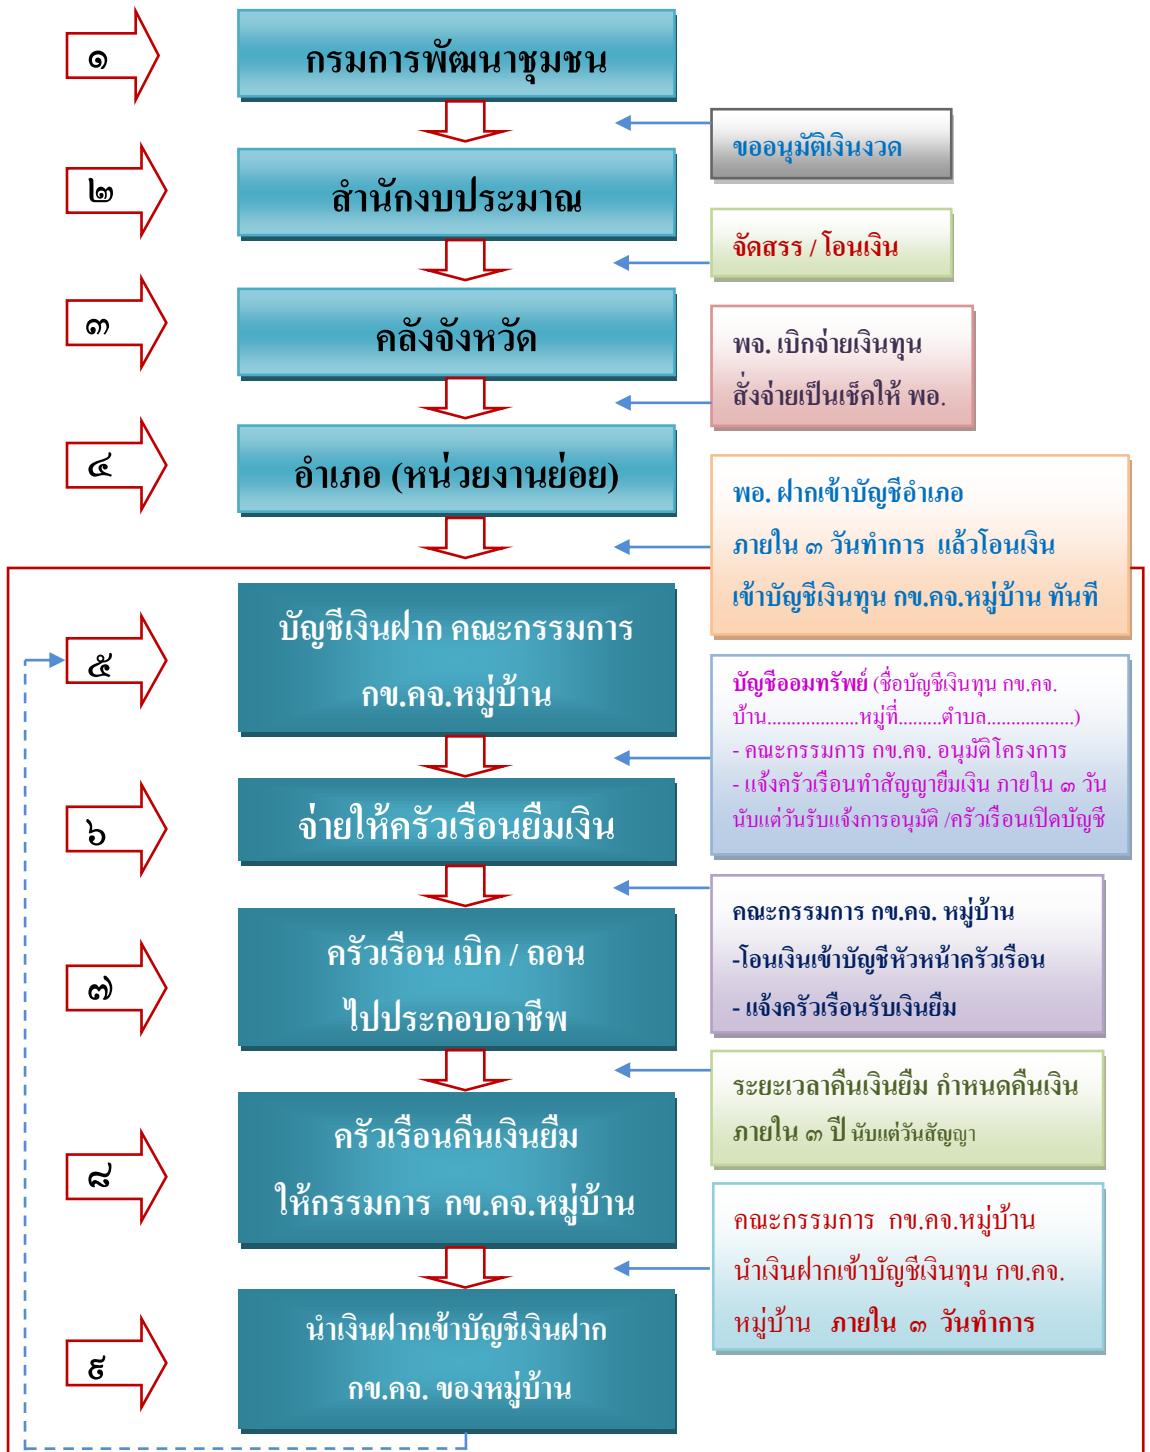 ๑
กรมการพัฒนาชุมชน
ขออนุมัติเงินงวด
๒
สำนักงบประมาณ
จัดสรร / โอนเงิน
๓
คลังจังหวัด
พจ. เบิกจ่ายเงินทุน
สั่งจ่ายเป็นเช็คให้ พอ.
๔
อำเภอ (หน่วยงานย่อย)
พอ. ฝากเข้าบัญชีอำเภอ
ภายใน ๓ วันทำการ แล้วโอนเงิน
เข้าบัญชีเงินทุน กข.คจ.หมู่บ้าน ทันที
๕
บัญชีเงินฝาก คณะกรรมการ
กข.คจ.หมู่บ้าน
บัญชีออมทรัพย์ (ชื่อบัญชีเงินทุน กข.คจ.
บ้าน...................หมู่ที่.........ตำบล..................)
- คณะกรรมการ กข.คจ. อนุมัติโครงการ
- แจ้งครัวเรือนทำสัญญายืมเงิน ภายใน ๓ วัน
นับแต่วันรับแจ้งการอนุมัติ /ครัวเรือนเปิดบัญชี
๖
จ่ายให้ครัวเรือนยืมเงิน
คณะกรรมการ กข.คจ. หมู่บ้าน
-โอนเงินเข้าบัญชีหัวหน้าครัวเรือน
- แจ้งครัวเรือนรับเงินยืม
๗
ครัวเรือน เบิก / ถอน
ไปประกอบอาชีพ
ระยะเวลาคืนเงินยืม กำหนดคืนเงิน
ภายใน ๓ ปี นับแต่วันสัญญา
๘
ครัวเรือนคืนเงินยืม
ให้กรรมการ กข.คจ.หมู่บ้าน
คณะกรรมการ กข.คจ.หมู่บ้าน
นำเงินฝากเข้าบัญชีเงินทุน กข.คจ.
หมู่บ้าน ภายใน ๓ วันทำการ
๙
นำเงินฝากเข้าบัญชีเงินฝาก
กข.คจ. ของหมู่บ้าน